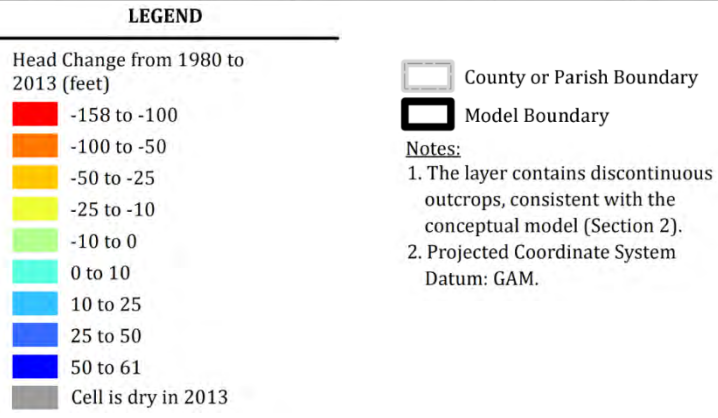 LEGEND
Head Change from 1980 to
2013 (feet)
-158 to -100
-100 to -50
-50 to -25
-25 to -10
-10 to 0
0 to 10
10 to 25
25 to 50
50 to 61
Cell is dry in 2013
County or Parish Boundary
Model Boundary
Notes:
1. The layer contains discontinuous
outcrops, consistent with the
conceptual model (Section 2).
2. Projected Coordinate System
Datum: GAM.